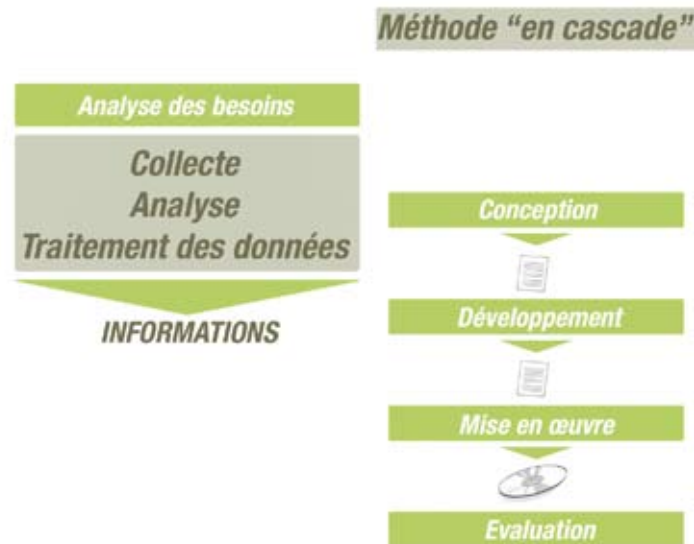 Méthode “en cascade”
Analyse des besoins
Collecte
Analyse
Traitement des données
INFORMATIONS
Conception
Développement
Mise en œuvre
Evaluation